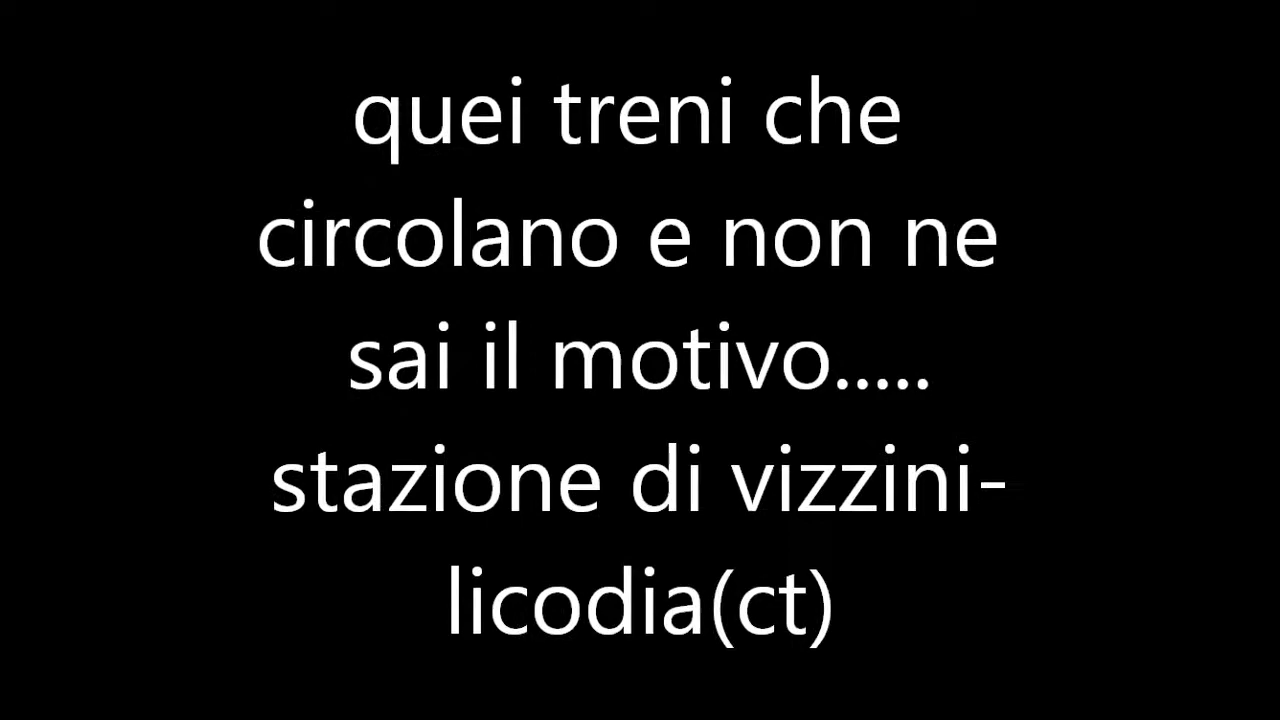 quei treni che
circolano e non ne
sai il motivo.....
stazione di vizzini-
licodia(ct)